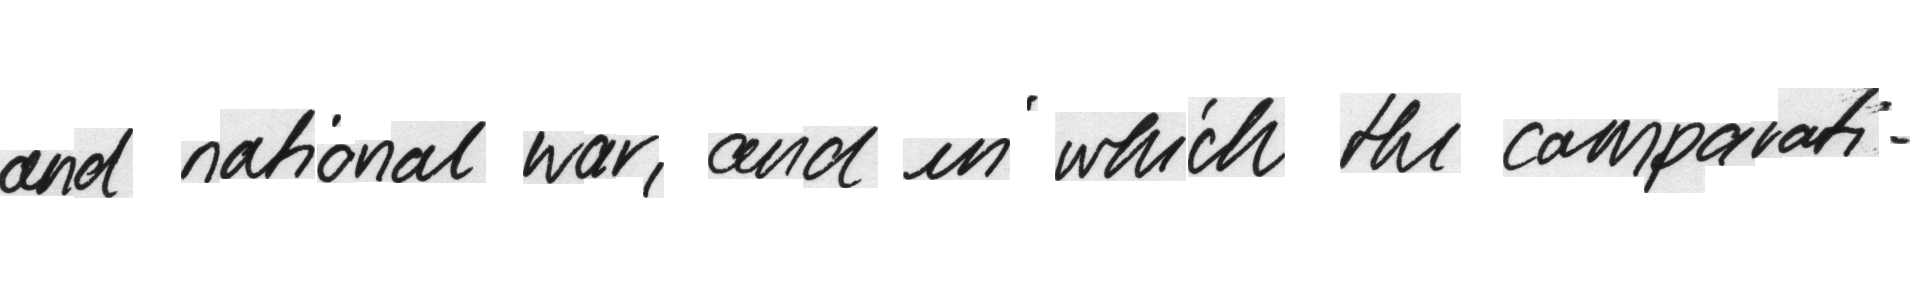 and national war, and in which the comparati-